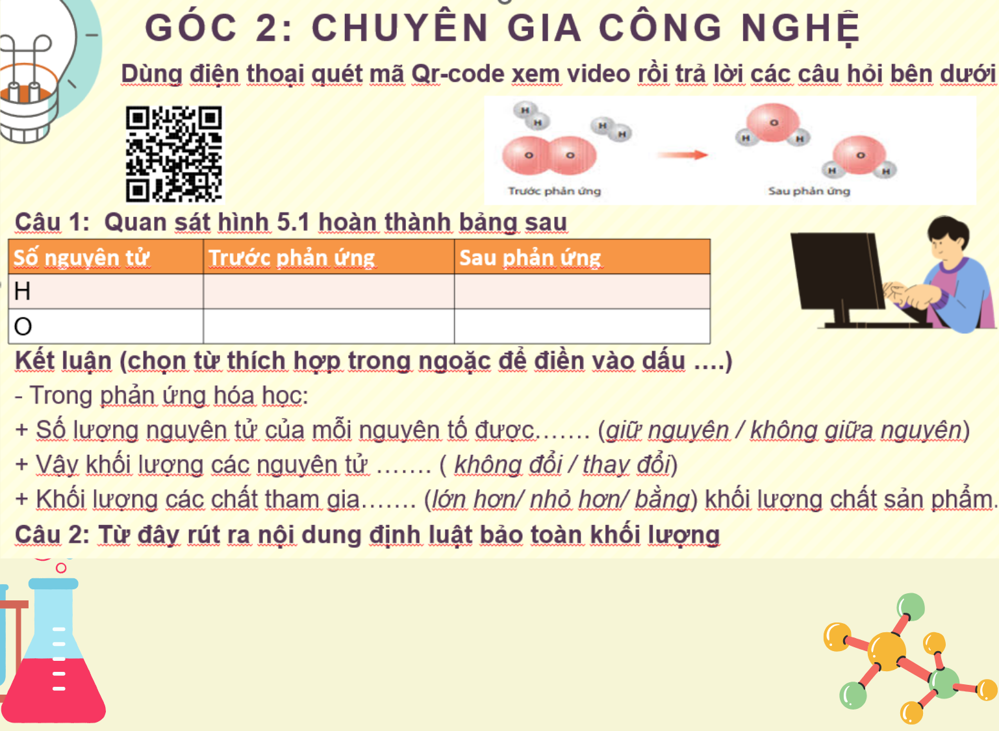 GÓC 2: CHUYÊN GIA CÔNG NGHỆ
Dùng điện thoại quét mã Qr-code xem video rồi trả lời các câu hỏi bên dưới
H
H
H
H
O
O
O
H
H
O
H
H
Trước phản ứng
Sau phản ứng
Câu 1: Quan sát hình 5.1 hoàn thành bảng sau
Số nguyên tử Trước phản ứng Sau phản ứng
H
O
Kết luận (chọn từ thích hợp trong ngoặc để điền vào dấu ....)
- Trong phản ứng hóa học:
+ Số lượng nguyên tử của mỗi nguyên tố được....... (giữ nguyên / không giữa nguyên)
+ Vậy khối lượng các nguyên tử ....... ( không đổi / thay đổi)
+ Khối lượng các chất tham gia....... (lớn hơn/ nhỏ hơn/ bằng) khối lượng chất sản phẩm.
Câu 2: Từ đây rút ra nội dung định luật bảo toàn khối lượng